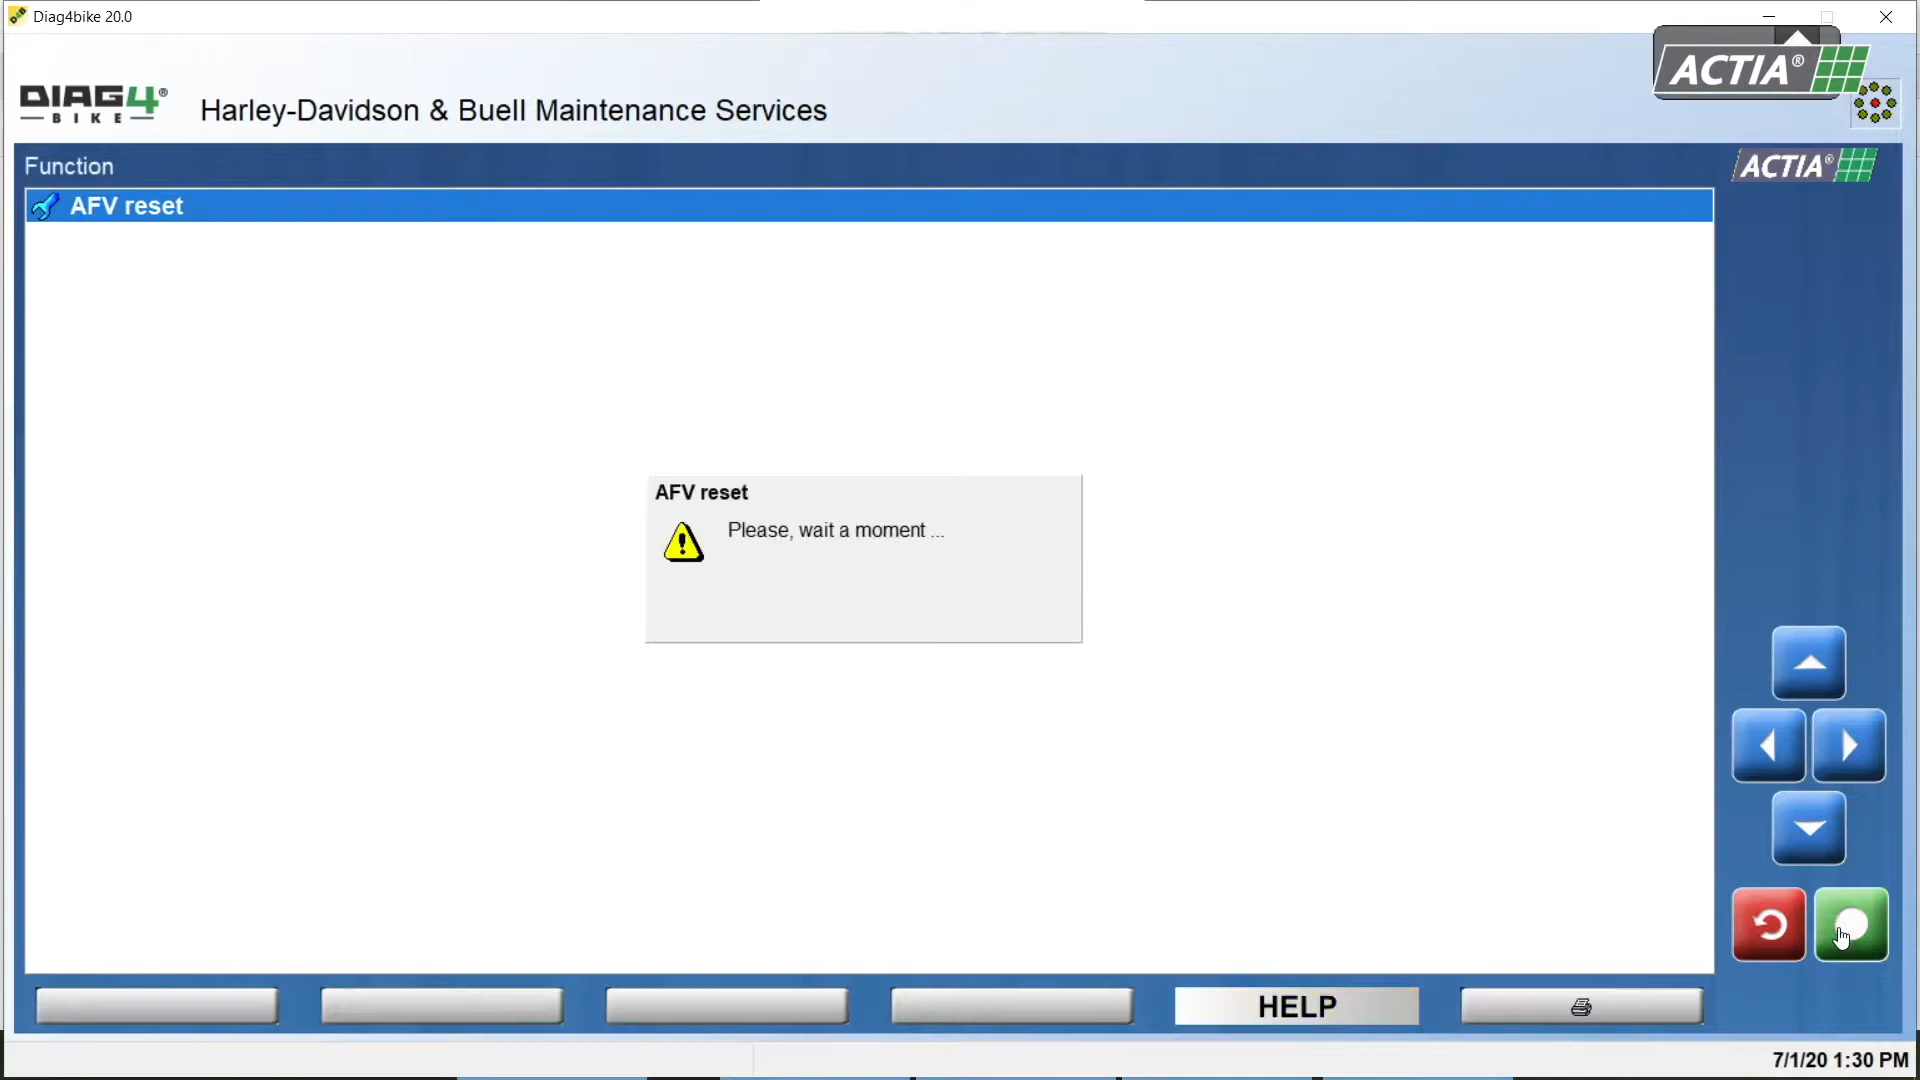 Diag4bike 20.0
ACTIA®
DIAG4®
BIKE
Harley-Davidson & Buell Maintenance Services
Function
ACTIA®
AFV reset
AFV reset
Please, wait a moment ...
HELP
7/1/20 1:30 PM